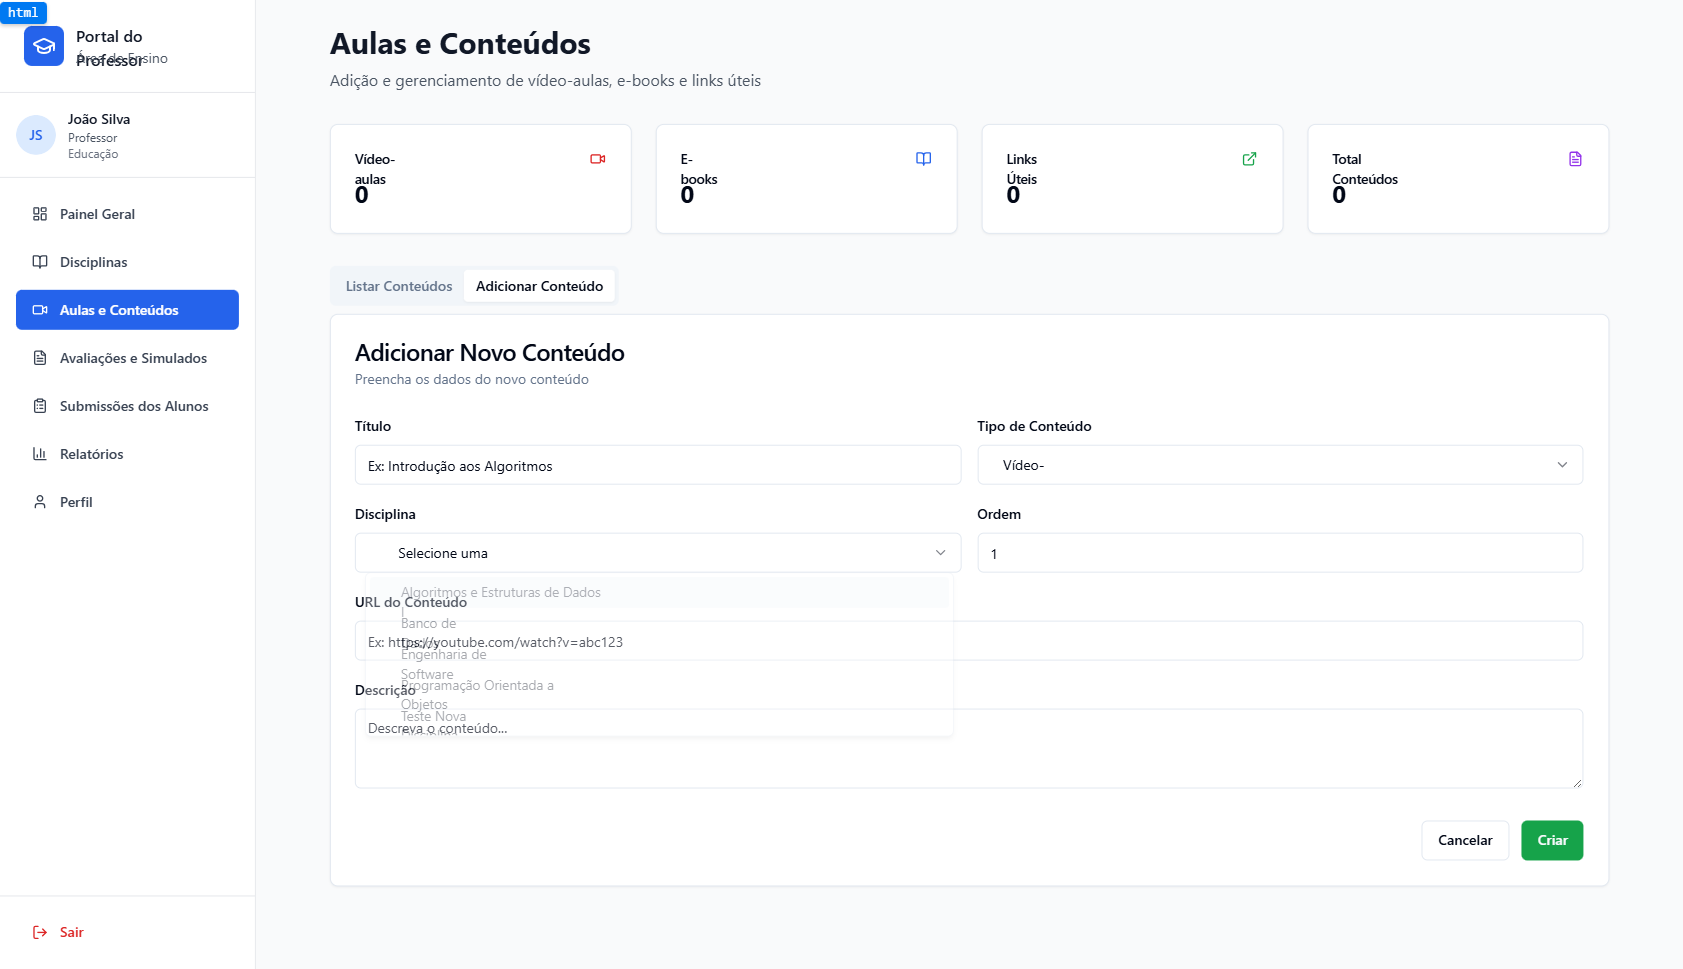 html
Portal do
Professor
Área de Ensino
João Silva
JS
Professor
Educação
Painel Geral
Disciplinas
Aulas e Conteúdos
Avaliações e Simulados
Submissões dos Alunos
Relatórios
Perfil
Sair
Aulas e Conteúdos
Adição e gerenciamento de vídeo-aulas, e-books e links úteis
Vídeo-
aulas
0
E-
books
0
Links
Úteis
0
Total
Conteúdos
0
Listar Conteúdos
Adicionar Conteúdo
Adicionar Novo Conteúdo
Preencha os dados do novo conteúdo
Título
Ex: Introdução aos Algoritmos
Tipo de Conteúdo
Vídeo-
Disciplina
Selecione uma
Ordem
1
Algoritmos e Estruturas de Dados
I
URL do Conteúdo
Banco de
Dados
Ex: https://youtube.com/watch?v=abc123
Engenharia de
Software
Programação Orientada a
Objetos
Descrição
Teste Nova
Disciplina
Descreva o conteúdo...
Cancelar
Criar